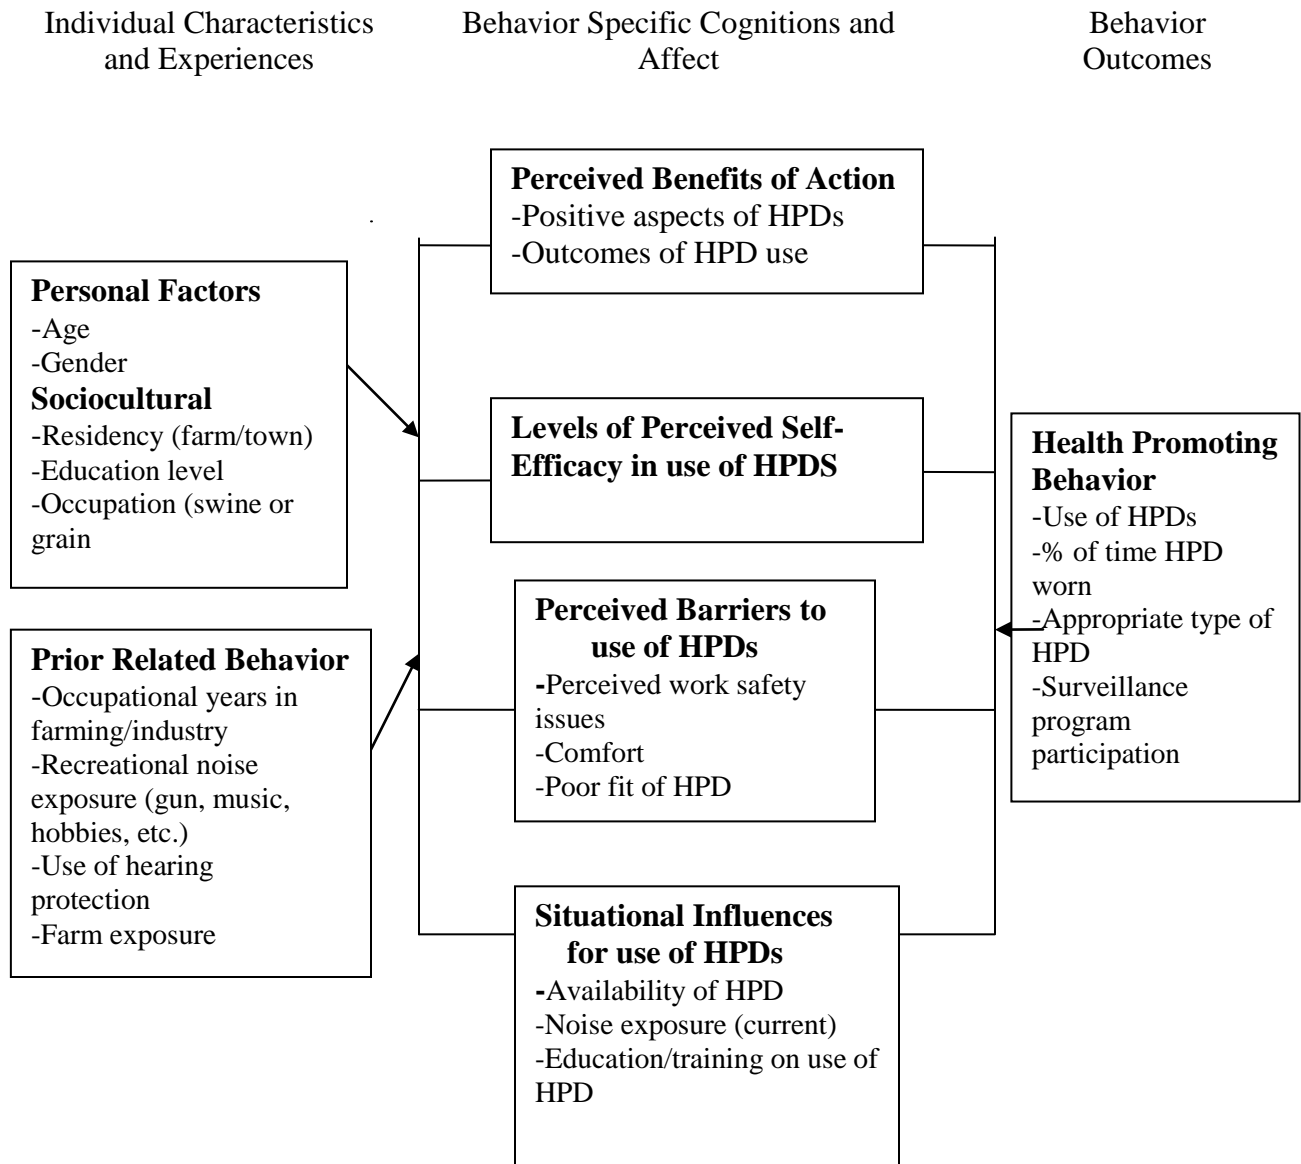 Individual Characteristics
and Experiences
Behavior Specific Cognitions and
Affect
Behavior
Outcomes
Personal Factors
-Age
-Gender
Sociocultural
-Residency (farm/town)
-Education level
-Occupation (swine or
grain
Prior Related Behavior
-Occupational years in
farming/industry
-Recreational noise
exposure (gun, music,
hobbies, etc.)
-Use of hearing
protection
-Farm exposure
Perceived Benefits of Action
-Positive aspects of HPDs
-Outcomes of HPD use
Levels of Perceived Self-
Efficacy in use of HPDS
Perceived Barriers to
use of HPDs
-Perceived work safety
issues
-Comfort
-Poor fit of HPD
Situational Influences
for use of HPDs
-Availability of HPD
-Noise exposure (current)
-Education/training on use of
HPD
Health Promoting
Behavior
-Use of HPDs
-% of time HPD
worn
-Appropriate type of
HPD
-Surveillance
program
participation